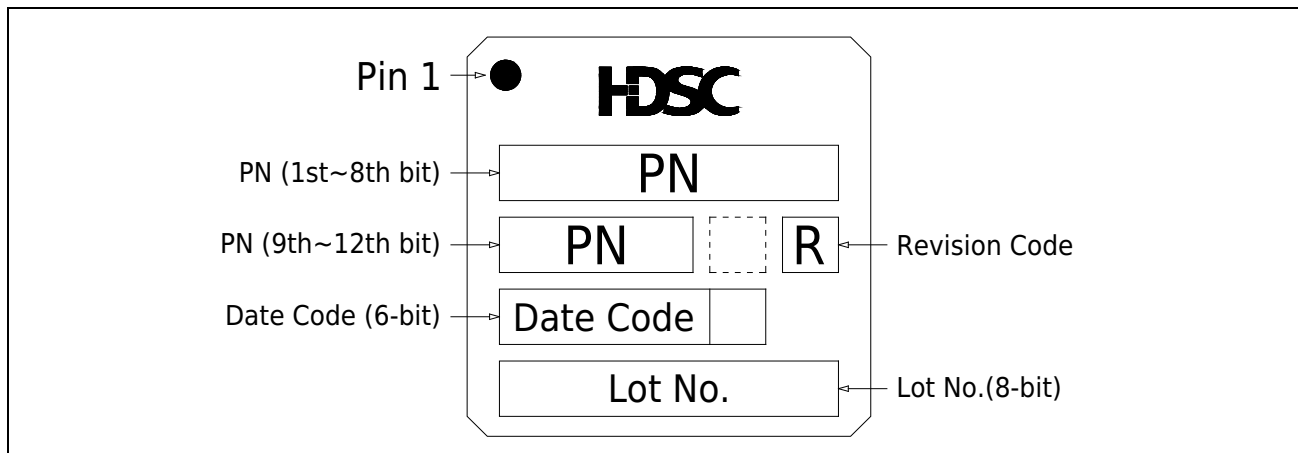 Pin 1
HDSC
PN (1st~8th bit)
PN
PN (9th~12th bit)
PN
R
Revision Code
Date Code (6-bit)
Date Code
Lot No.
Lot No.(8-bit)